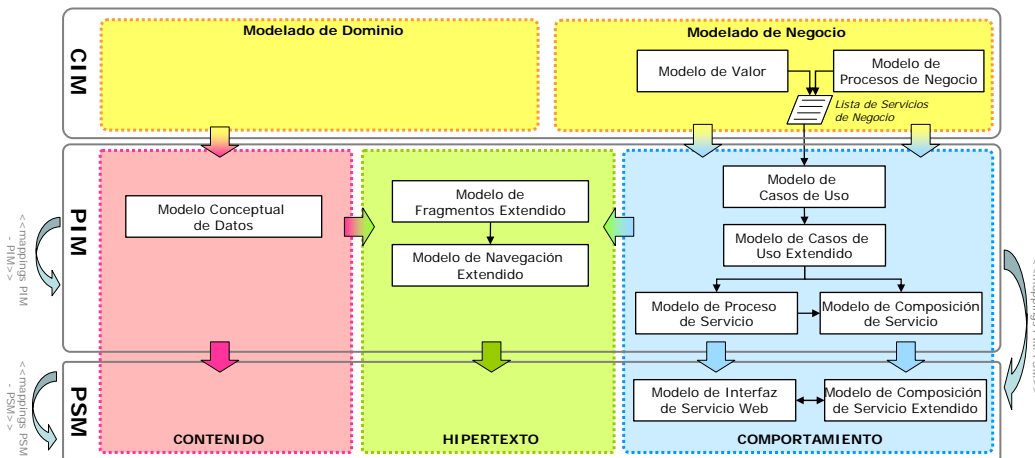 CIM
Modelado de Dominio
Modelado de Negocio
Modelo de Valor
Modelo de
Procesos de Negocio
Lista de Servicios
de Negocio
PIM
<<mappings PIM
- PIM>>
Modelo Conceptual
de Datos
Modelo de
Fragmentos Extendido
Modelo de Navegación
Extendido
Modelo de
Casos de Uso
Modelo de Casos de
Uso Extendido
Modelo de Proceso
de Servicio
Modelo de Composición
de Servicio
PSM
<<mappings PSM
- PSM>>
Modelo de Interfaz
de Servicio Web
Modelo de Composición
de Servicio Extendido
CONTENIDO
HIPERTEXTO
COMPORTAMIENTO